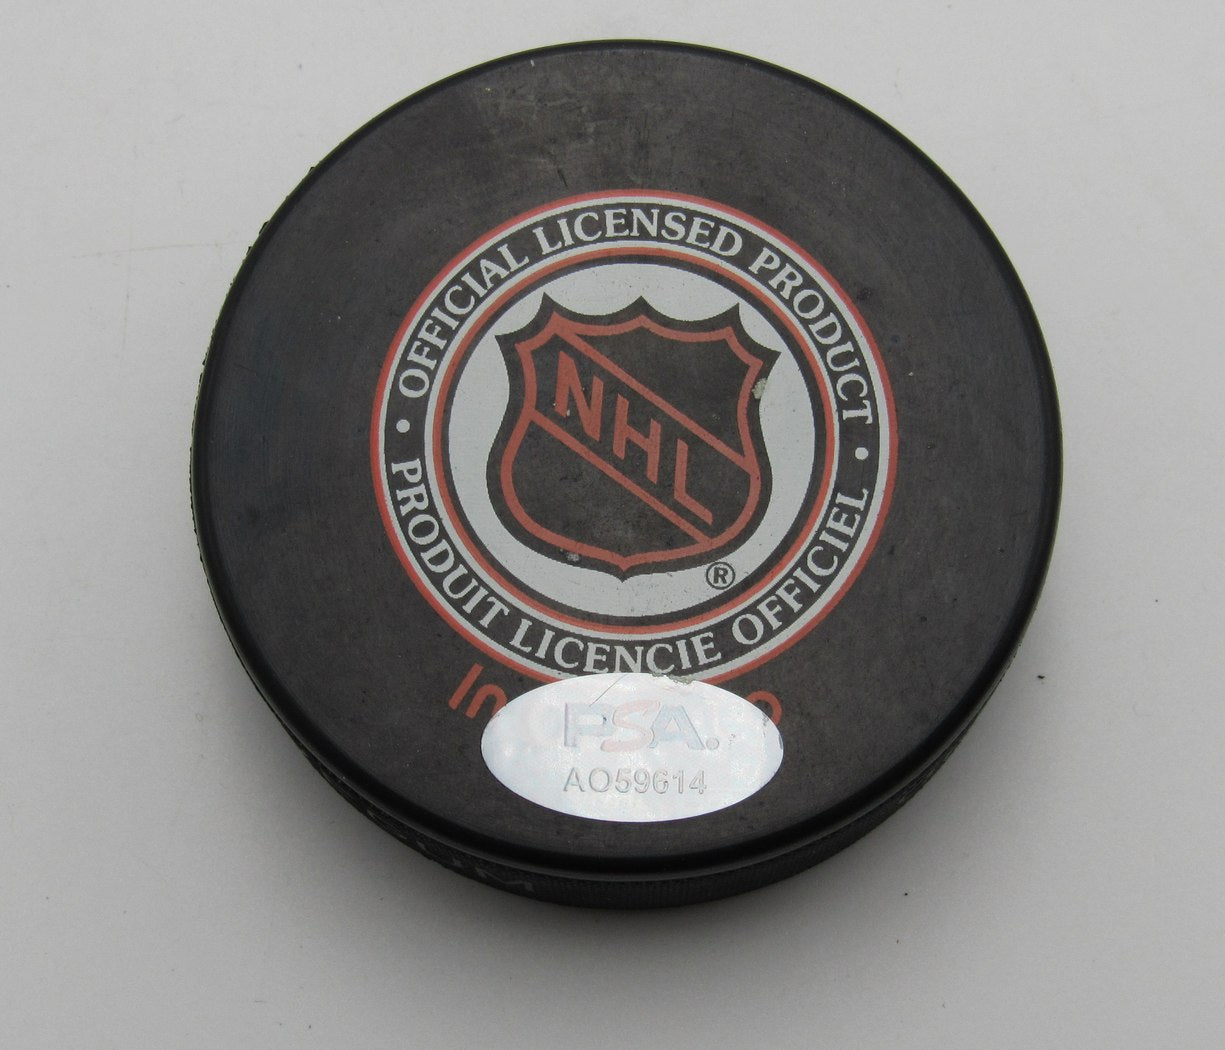 OFFICIAL LICENSED PRODUCT
NHL
®
• PRODUIT LICENCIE OFFICIEL •
PSA.
AO59614